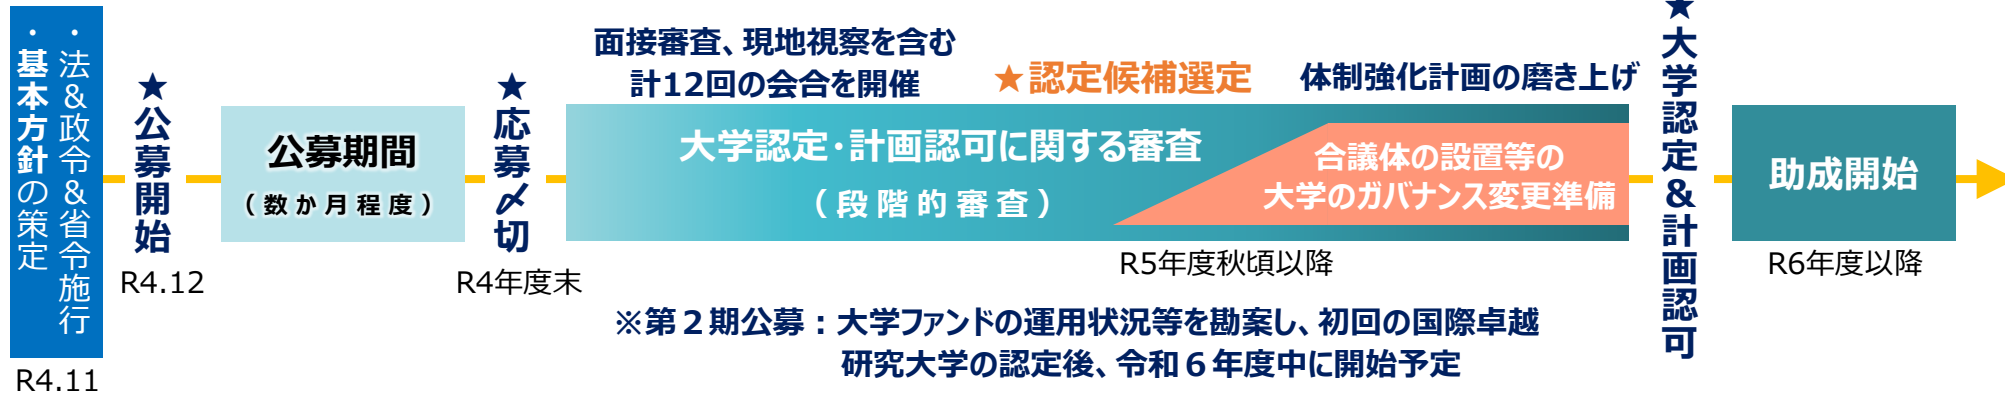 ・法&政令&省令施行
・基本方針の策定
R4.11
★公募開始
R4.12
公募期間
（数か月程度）
★応募〆切
R4年度末
面接審査、現地視察を含む
計12回の会合を開催
★認定候補選定
体制強化計画の磨き上げ
大学認定・計画認可に関する審査
（段階的審査）
合議体の設置等の
大学のガバナンス変更準備
R5年度秋頃以降
★大学認定&計画認可
助成開始
R6年度以降
※第２期公募：大学ファンドの運用状況等を勘案し、初回の国際卓越
研究大学の認定後、令和６年度中に開始予定